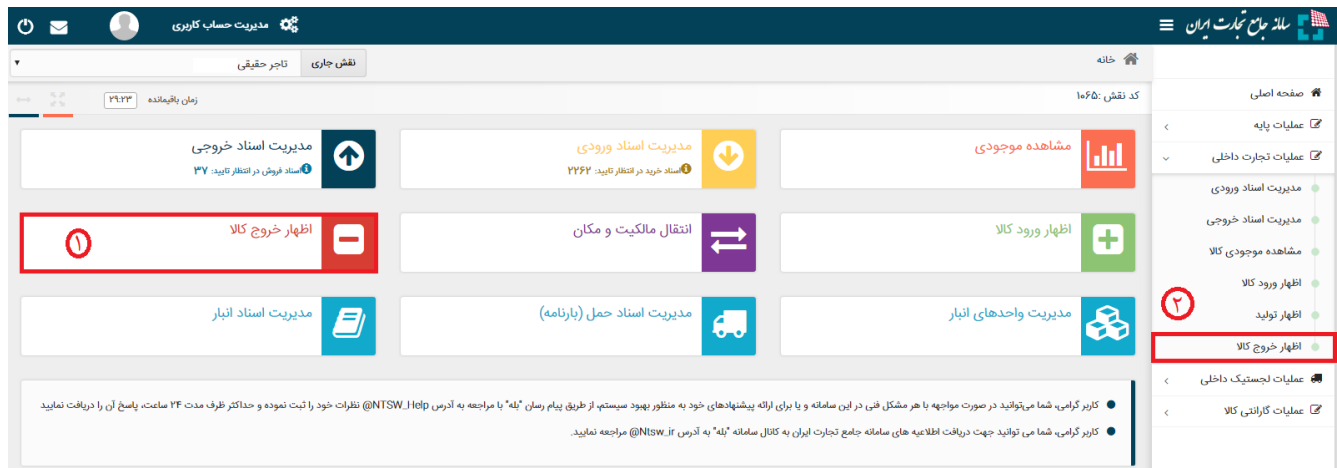 سامانه جامع تجارت ایران
مدیریت حساب کاربری
خانه
نقش جاری
تاجر حقیقی
کد نقش :۱۰۶۵
زمان باقیمانده ۲۹:۲۳
صفحه اصلی
عملیات پایه
عملیات تجارت داخلی
مدیریت اسناد ورودی
مدیریت اسناد خروجی
مشاهده موجودی کالا
اظهار ورود کالا
۲
اظهار تولید
اظهار خروج کالا
عملیات لجستیک داخلی
عملیات گارانتی کالا
مشاهده موجودی
مدیریت اسناد ورودی
اسناد خرید در انتظار تایید: ۲۲۶۲
مدیریت اسناد خروجی
اسناد فروش در انتظار تایید: ۳۷
اظهار ورود کالا
انتقال مالکیت و مکان
اظهار خروج کالا
۱
مدیریت واحدهای انبار
مدیریت اسناد حمل (بارنامه)
مدیریت اسناد انبار
کاربر گرامی، شما می‌توانید در صورت مواجهه با هر مشکل فنی در این سامانه و یا برای ارائه پیشنهادهای خود به منظور بهبود سیستم، از طریق پیام رسان "بله" با مراجعه به آدرس NTSW_Help@ نظرات خود را ثبت نموده و حداکثر ظرف مدت ۲۴ ساعت، پاسخ آن را دریافت نمایید
کاربر گرامی، شما می توانید جهت دریافت اطلاعیه های سامانه جامع تجارت ایران به کانال سامانه "بله" به آدرس Ntsw_ir@ مراجعه نمایید.